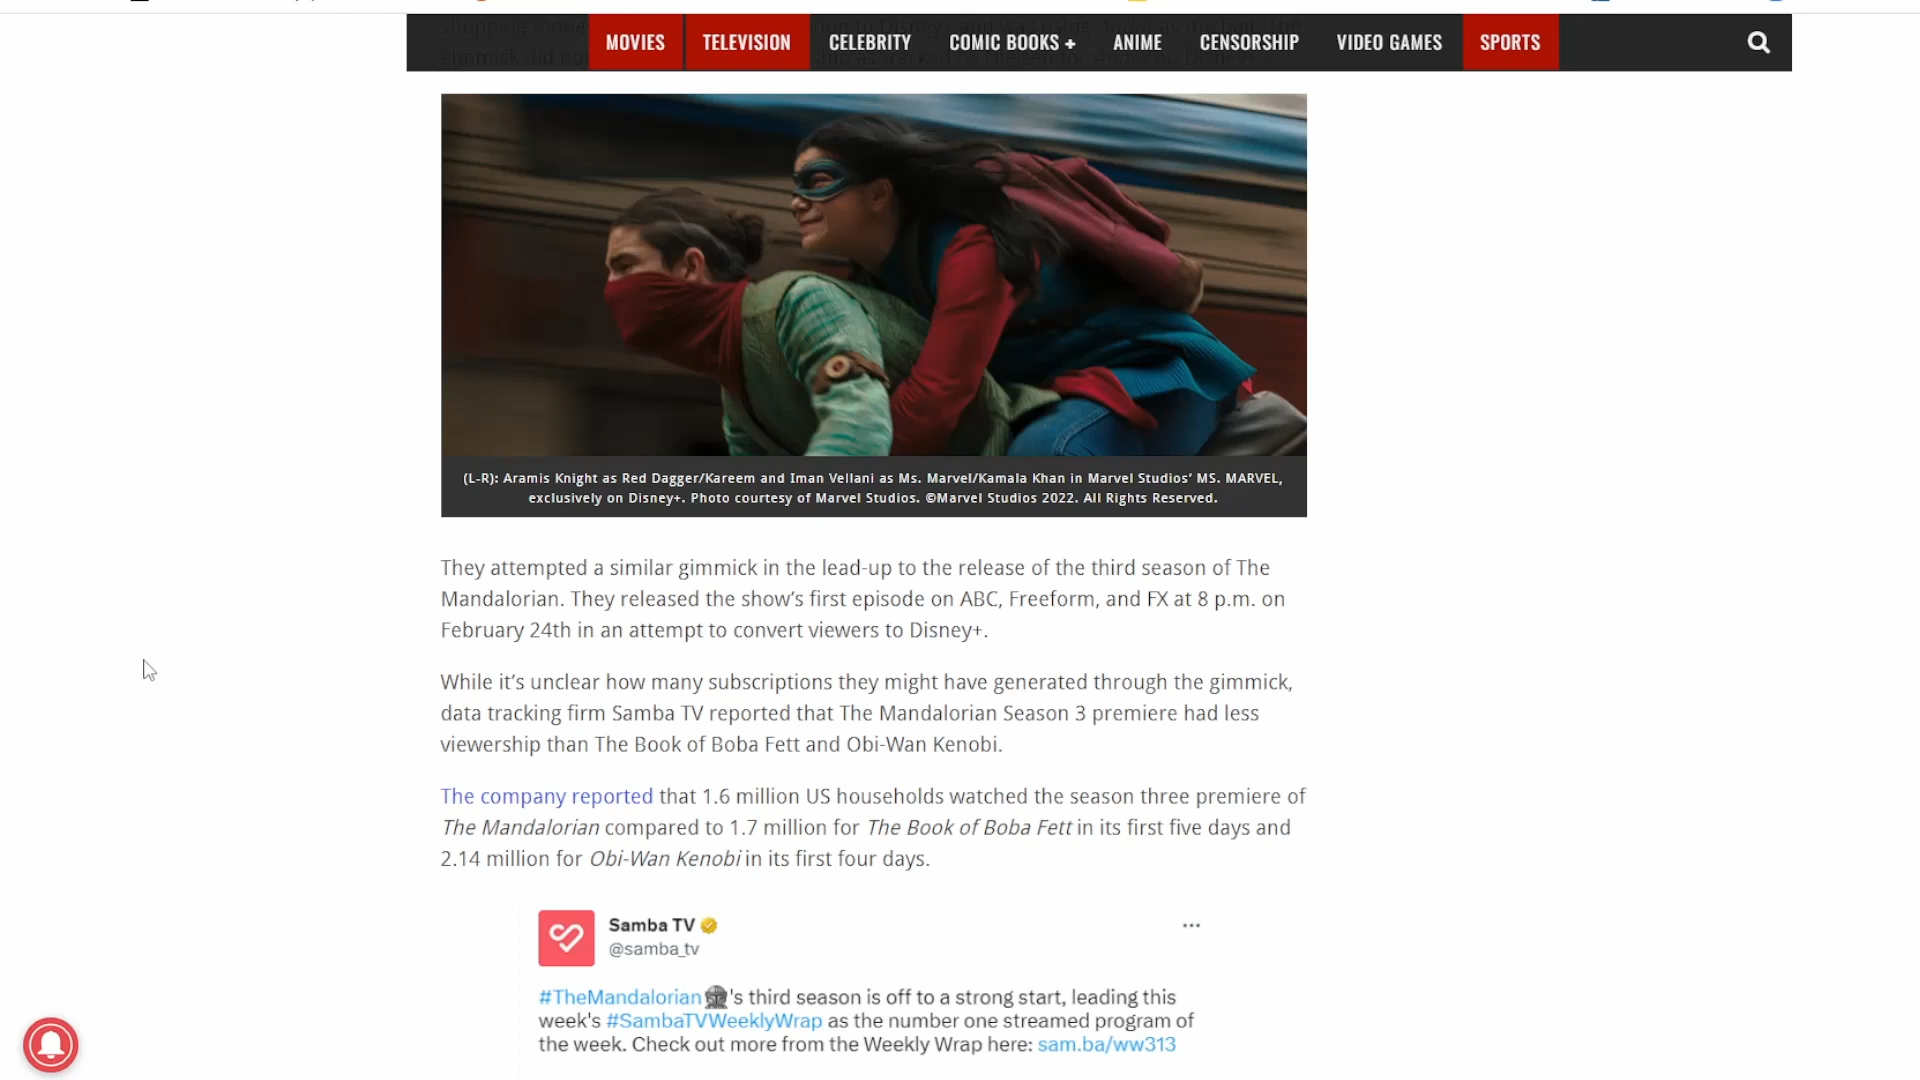 MOVIES TELEVISION CELEBRITY COMIC BOOKS + ANIME CENSORSHIP VIDEO GAMES SPORTS
(L-R): Aramis Knight as Red Dagger/Kareem and Iman Vellani as Ms. Marvel/Kamala Khan in Marvel Studios' MS. MARVEL,
exclusively on Disney+. Photo courtesy of Marvel Studios. ©Marvel Studios 2022. All Rights Reserved.
They attempted a similar gimmick in the lead-up to the release of the third season of The
Mandalorian. They released the show’s first episode on ABC, Freeform, and FX at 8 p.m. on
February 24th in an attempt to convert viewers to Disney+.
While it’s unclear how many subscriptions they might have generated through the gimmick,
data tracking firm Samba TV reported that The Mandalorian Season 3 premiere had less
viewership than The Book of Boba Fett and Obi-Wan Kenobi.
The company reported that 1.6 million US households watched the season three premiere of
The Mandalorian compared to 1.7 million for The Book of Boba Fett in its first five days and
2.14 million for Obi-Wan Kenobi in its first four days.
Samba TV
@samba_tv
#TheMandalorian's third season is off to a strong start, leading this
week's #SambaTVWeeklyWrap as the number one streamed program of
the week. Check out more from the Weekly Wrap here: sam.ba/ww313